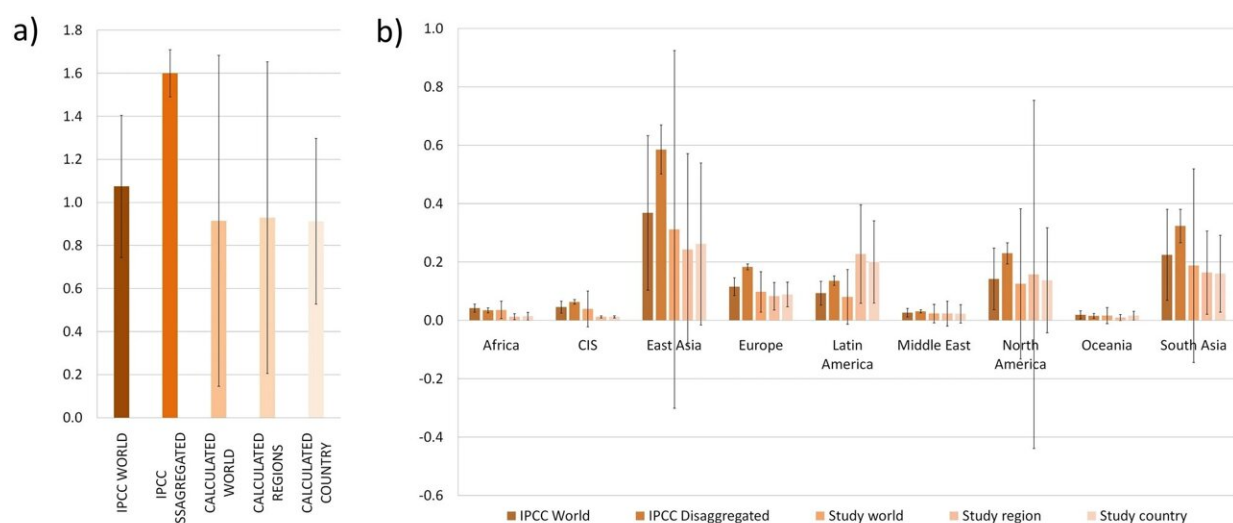 a)
1.8
1.6
1.4
1.2
1.0
0.8
0.6
0.4
0.2
0.0
IPCC WORLD
IPCC
SSAGREGATED
CALCULATED
WORLD
CALCULATED
REGIONS
CALCULATED
COUNTRY
b)
1.0
0.8
0.6
0.4
0.2
0.0
-0.2
-0.4
-0.6
Africa
CIS
East Asia
Europe
Latin
America
Middle East
North
America
Oceania
South Asia
IPCC World
IPCC Disaggregated
Study world
Study region
Study country